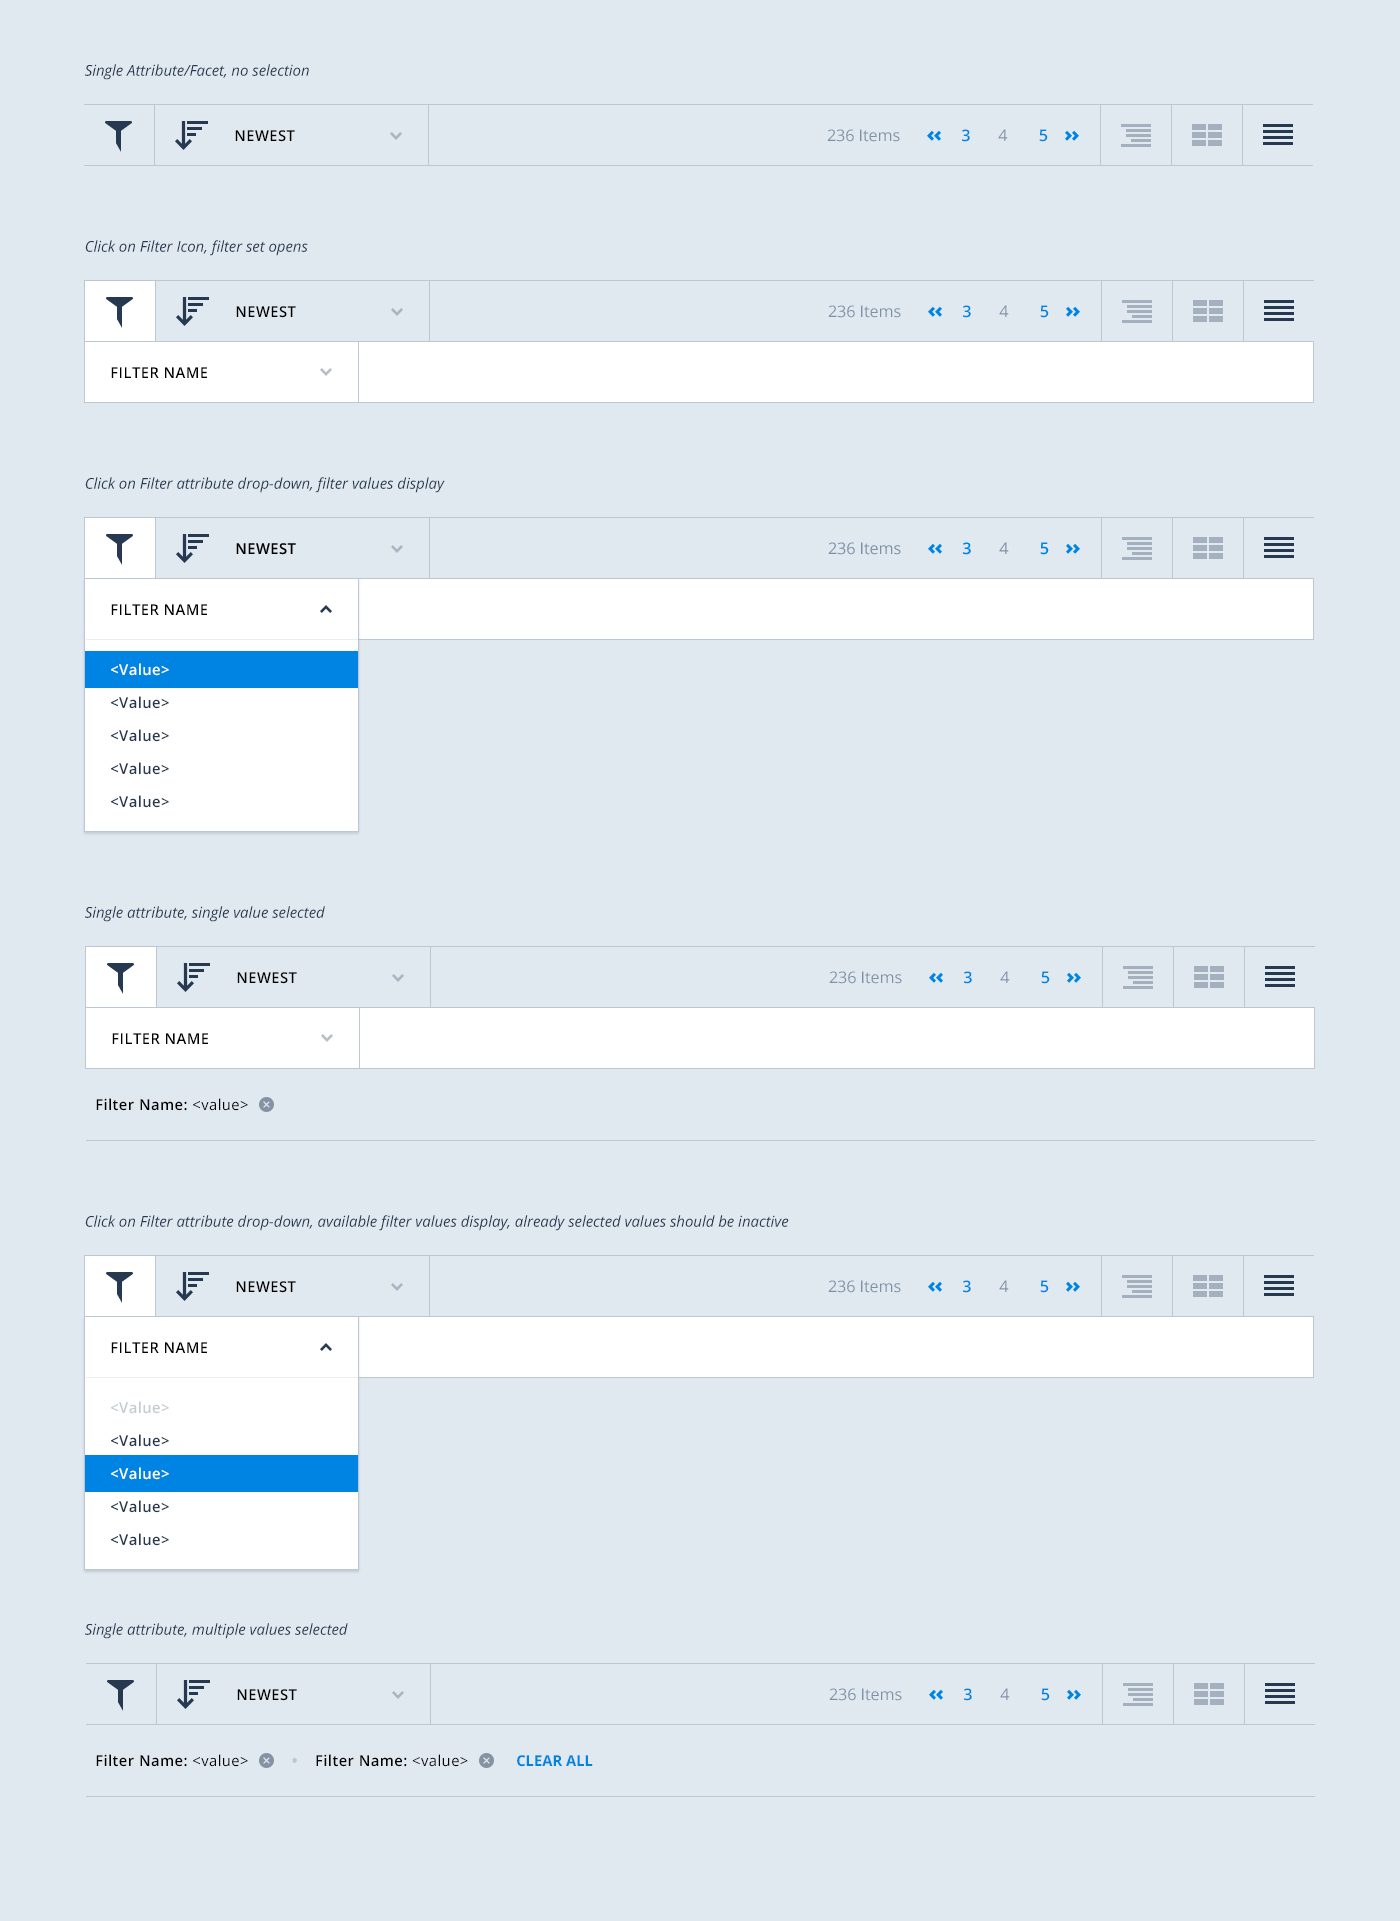 Single Attribute/Facet, no selection
NEWEST 236 Items 3 4 5
Click on Filter Icon, filter set opens
NEWEST 236 Items 3 4 5
FILTER NAME
Click on Filter attribute drop-down, filter values display
NEWEST 236 Items 3 4 5
FILTER NAME
<Value>
<Value>
<Value>
<Value>
<Value>
Single attribute, single value selected
NEWEST 236 Items 3 4 5
FILTER NAME
Filter Name: <value>
Click on Filter attribute drop-down, available filter values display, already selected values should be inactive
NEWEST 236 Items 3 4 5
FILTER NAME
<Value>
<Value>
<Value>
<Value>
<Value>
Single attribute, multiple values selected
NEWEST 236 Items 3 4 5
Filter Name: <value> • Filter Name: <value> CLEAR ALL